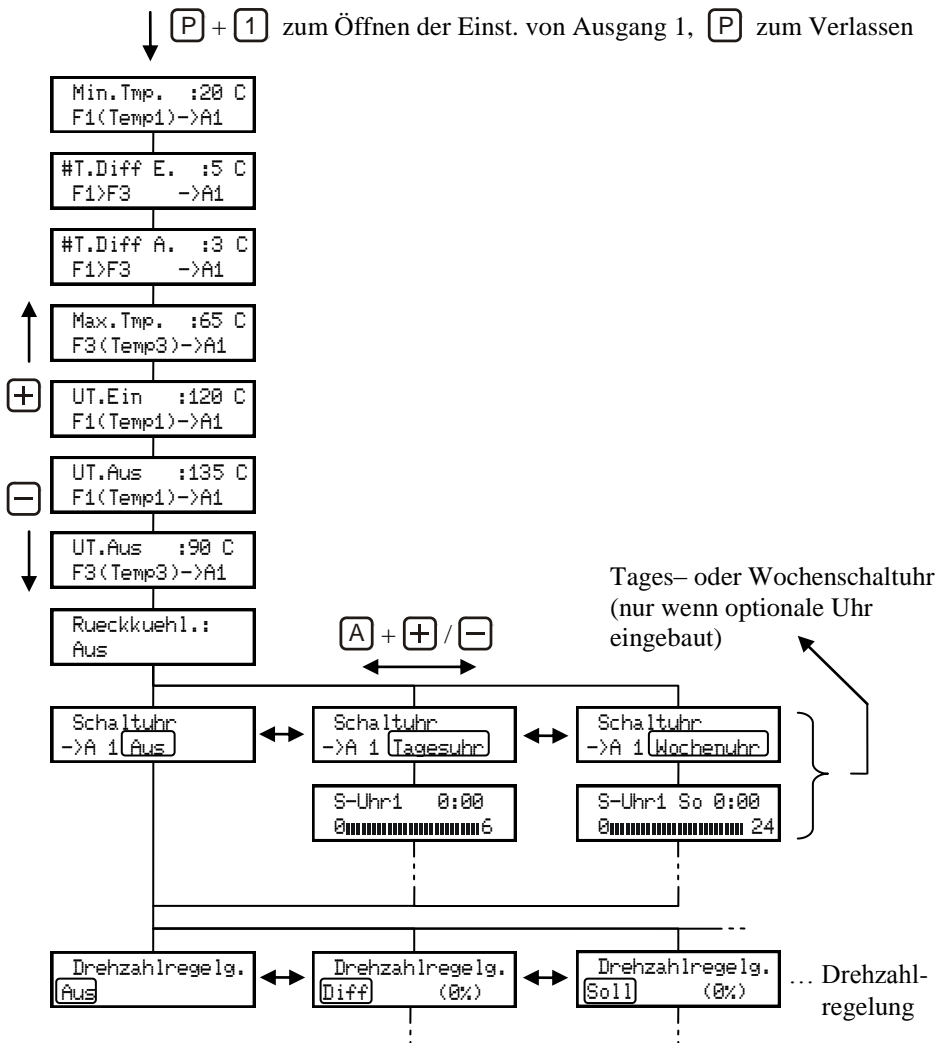 P + 1 zum Öffnen der Einst. von Ausgang 1, P zum Verlassen
Min.Tmp. :20 C
F1(Temp1)->A1
#T.Diff E. :5 C
F1>F3 ->A1
#T.Diff A. :3 C
F1>F3 ->A1
Max.Tmp. :65 C
F3(Temp3)->A1
+
UT.Ein :120 C
F1(Temp1)->A1
UT.Aus :135 C
F1(Temp1)->A1
−
UT.Aus :90 C
F3(Temp3)->A1
Tages– oder Wochenschaltuhr
(nur wenn optionale Uhr
eingebaut)
Rueckkuehl.:
Aus
A + + / −
Schaltuhr
->A 1 Aus
Schaltuhr
->A 1 Tagesuhr
Schaltuhr
->A 1 Wochenuhr
S-Uhr1 0:00
0 6
S-Uhr1 So 0:00
0 24
Drehzahlregelg.
Aus
Drehzahlregelg.
Diff (0%)
Drehzahlregelg.
Soll (0%)
… Drehzahl-
regelung